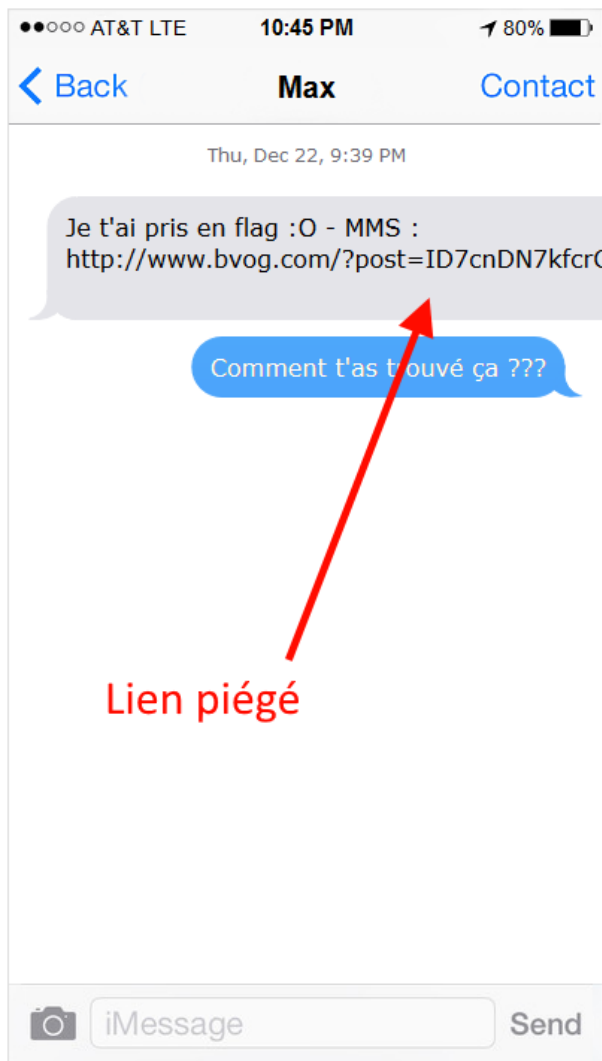 AT&T LTE 10:45 PM 80%
Back Max Contact
Thu, Dec 22, 9:39 PM
Je t'ai pris en flag :O - MMS :
http://www.bvog.com/?post=ID7cnDN7kfcr
Comment t'as trouvé ça ???
Lien piégé
iMessage Send